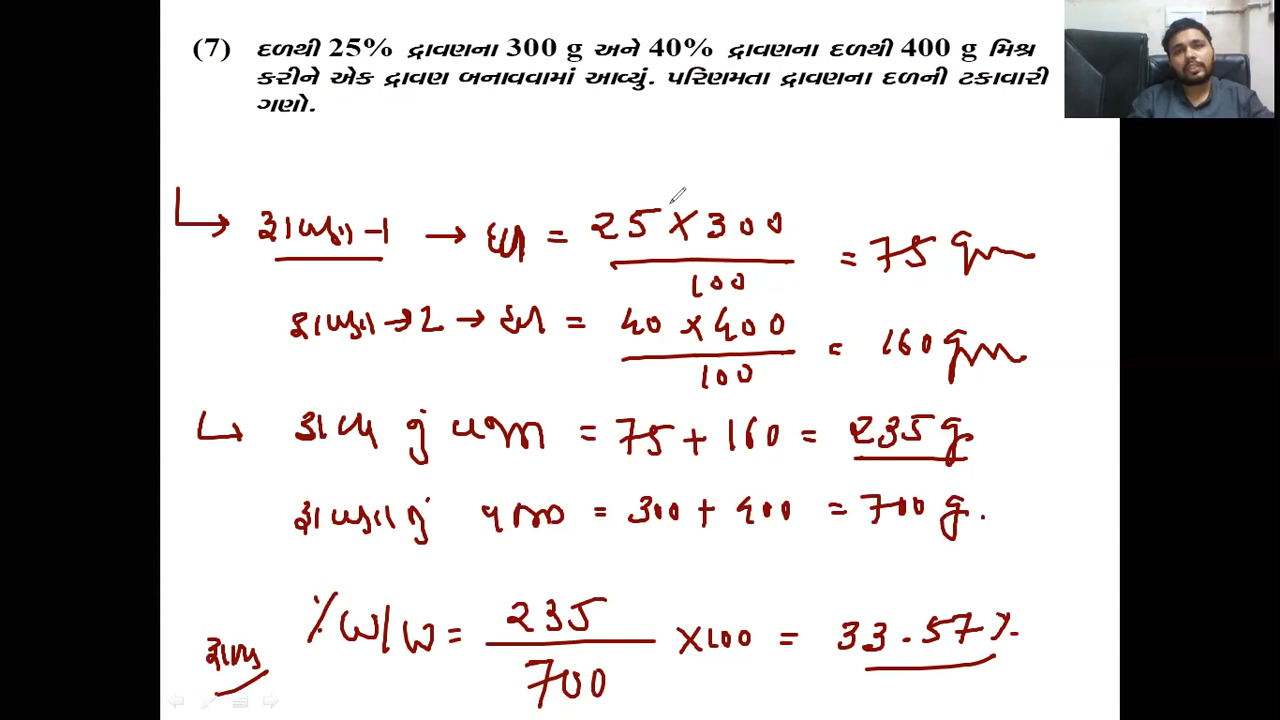 (7) દળથી 25% દ્રાવણના 300 g અને 40% દ્રાવણના દળથી 400 g મિશ્ર
કરીને એક દ્રાવણ બનાવવામાં આવ્યું. પરિણમતા દ્રાવણના દળની ટકાવારી
ગણો.
દ્રાવણ-1 → દળ = 25 × 300 / 100 = 75 gm
દ્રાવણ → 2 → દળ = 40 × 400 / 100 = 160 gm
દ્રાવ્ય નું વજન = 75 + 160 = 235 g
દ્રાવણ નું વજન = 300 + 400 = 700 g.
% W/W = 235 / 700 × 100 = 33.57 %.
દ્રાવ્ય